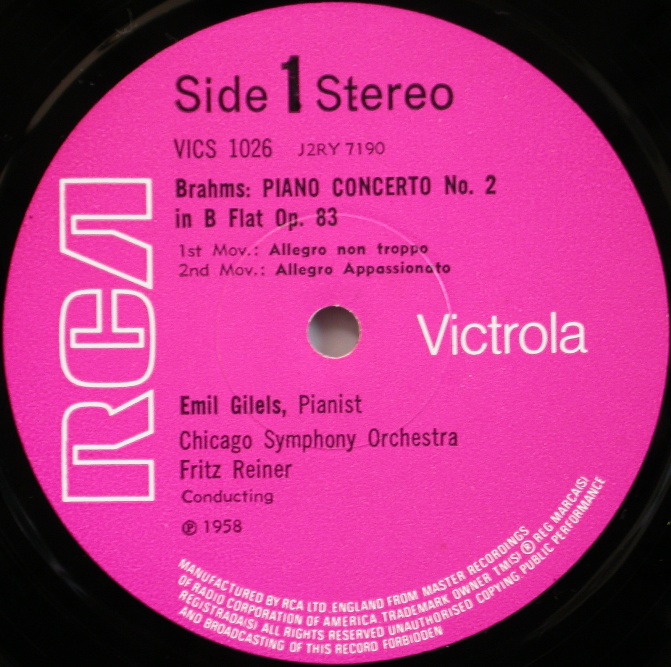 Side 1 Stereo
VICS 1026 J2RY 7190
Brahms: PIANO CONCERTO No. 2
in B Flat Op. 83
1st Mov.: Allegro non troppo
2nd Mov.: Allegro Appassionato
RCA
Victrola
Emil Gilels, Pianist
Chicago Symphony Orchestra
Fritz Reiner
Conducting
℗ 1958
MANUFACTURED BY RCA LTD. ENGLAND FROM MASTER RECORDINGS
OF RADIO CORPORATION OF AMERICA. TRADEMARK OWNER TM(S) ® REG MARCA(S)
REGISTRADA(S) ALL RIGHTS RESERVED UNAUTHORISED COPYING, PUBLIC PERFORMANCE
AND BROADCASTING OF THIS RECORD FORBIDDEN